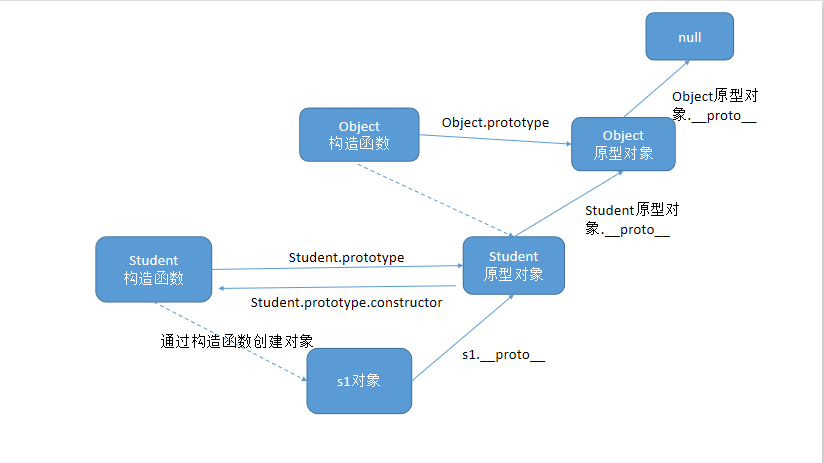 null
Object原型对
象.__proto__
Object
构造函数
Object.prototype
Object
原型对象
Student原型对
象.__proto__
Student
构造函数
Student.prototype
Student
原型对象
Student.prototype.constructor
通过构造函数创建对象
s1.__proto__
s1对象